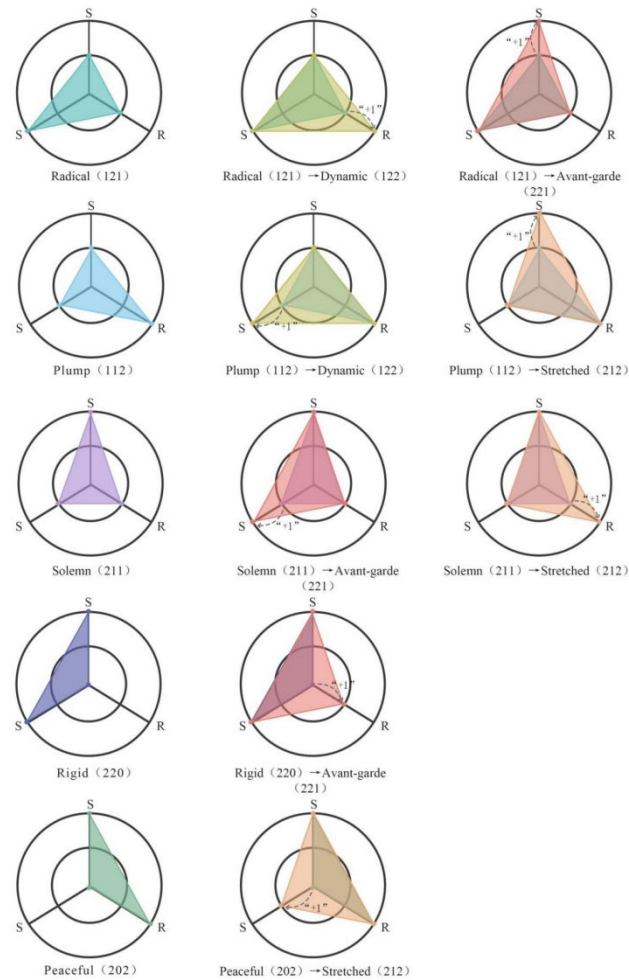 S
S
R
Radical（121）
S
S
R
“+1”
Radical（121）→Dynamic（122）
S
S
R
“+1”
Radical（121）→Avant-garde
（221）
S
S
R
Plump（112）
S
S
R
“+1”
Plump（112）→Dynamic（122）
S
S
R
“+1”
Plump（112）→Stretched（212）
S
S
R
Solemn（211）
S
S
R
“+1”
Solemn（211）→Avant-garde
（221）
S
S
R
“+1”
Solemn（211）→Stretched（212）
S
S
R
Rigid（220）
S
S
R
“+1”
Rigid（220）→Avant-garde
（221）
S
S
R
Peaceful（202）
S
S
R
“+1”
Peaceful（202）→Stretched（212）